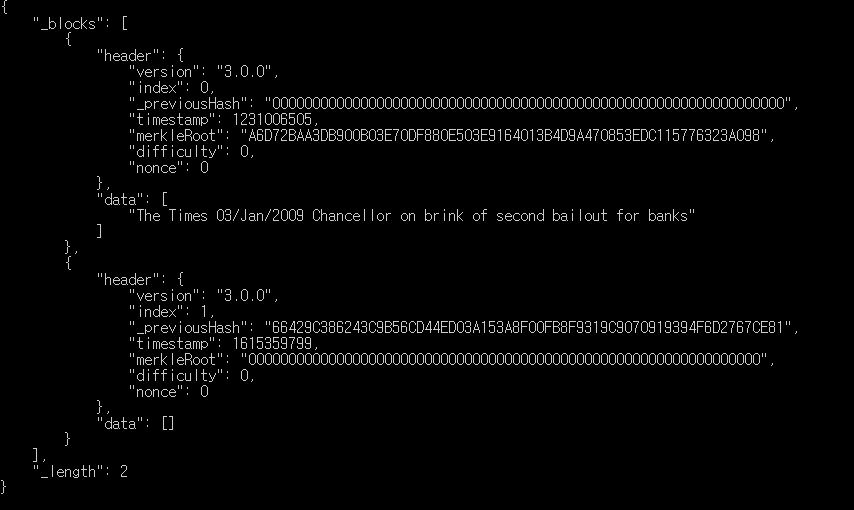 {
    "_blocks": [
        {
            "header": {
                "version": "3.0.0",
                "index": 0,
                "_previousHash": "0000000000000000000000000000000000000000000000000000000000000000",
                "timestamp": 1231006505,
                "merkleRoot": "A6D72BAA3DB900B03E70DF880E503E9164013B4D9A470853EDC115776323A098",
                "difficulty": 0,
                "nonce": 0
            },
            "data": [
                "The Times 03/Jan/2009 Chancellor on brink of second bailout for banks"
            ]
        },
        {
            "header": {
                "version": "3.0.0",
                "index": 1,
                "_previousHash": "66429C386243C9B56CD44ED03A153A8F00FB8F9319C9070919394F6D2767CE81",
                "timestamp": 1615359799,
                "merkleRoot": "0000000000000000000000000000000000000000000000000000000000000000",
                "difficulty": 0,
                "nonce": 0
            },
            "data": []
        }
    ],
    "_length": 2
}